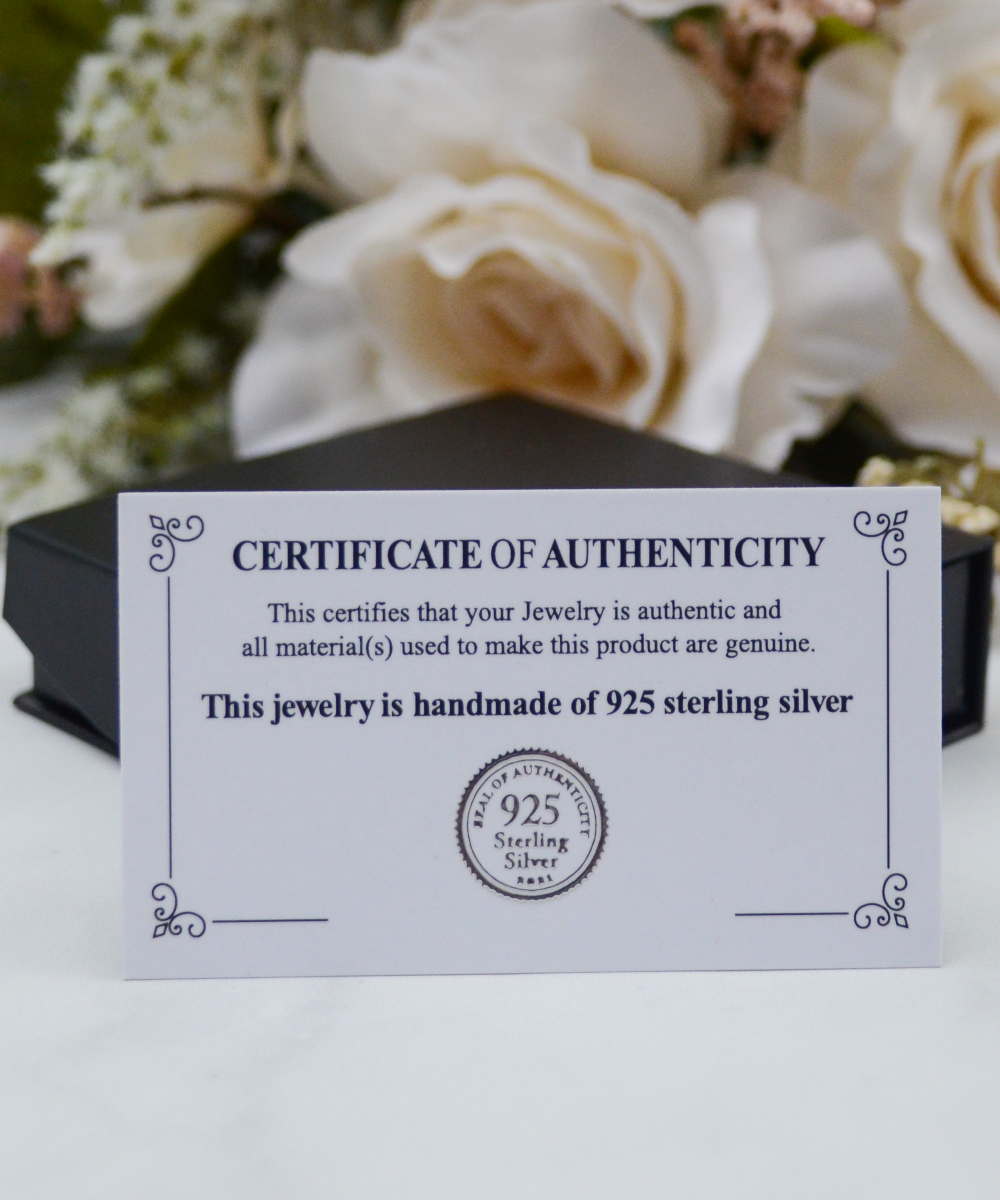 CERTIFICATE OF AUTHENTICITY
This certifies that your Jewelry is authentic and
all material(s) used to make this product are genuine.
This jewelry is handmade of 925 sterling silver
SEAL OF AUTHENTICITY
925
Sterling
Silver